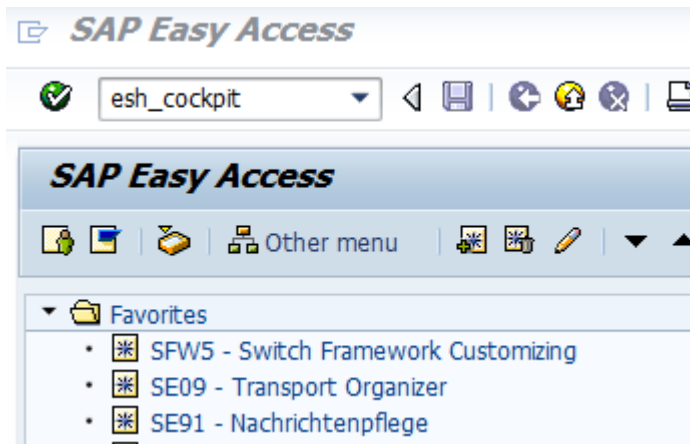 SAP Easy Access
esh_cockpit
SAP Easy Access
Other menu
Favorites
SFW5 - Switch Framework Customizing
SE09 - Transport Organizer
SE91 - Nachrichtenpflege